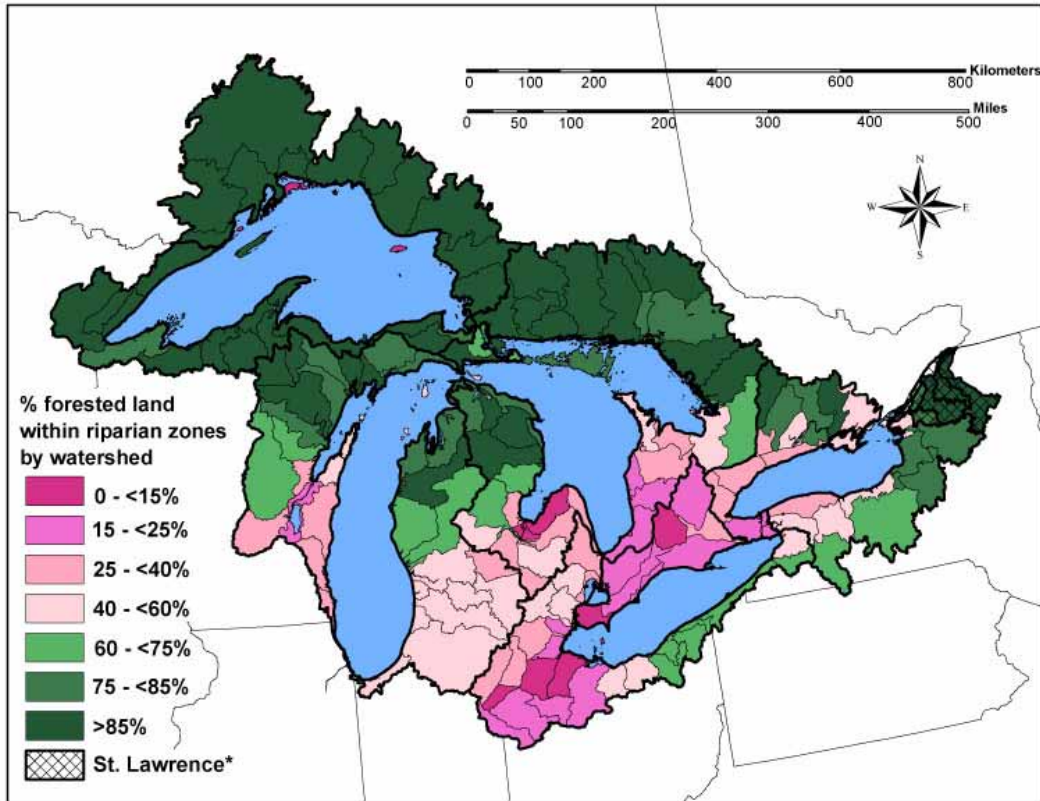 Kilometers
0 100 200 400 600 800
Miles
0 50 100 200 300 400 500
N
W E
S
% forested land
within riparian zones
by watershed
0 - <15%
15 - <25%
25 - <40%
40 - <60%
60 - <75%
75 - <85%
>85%
St. Lawrence*